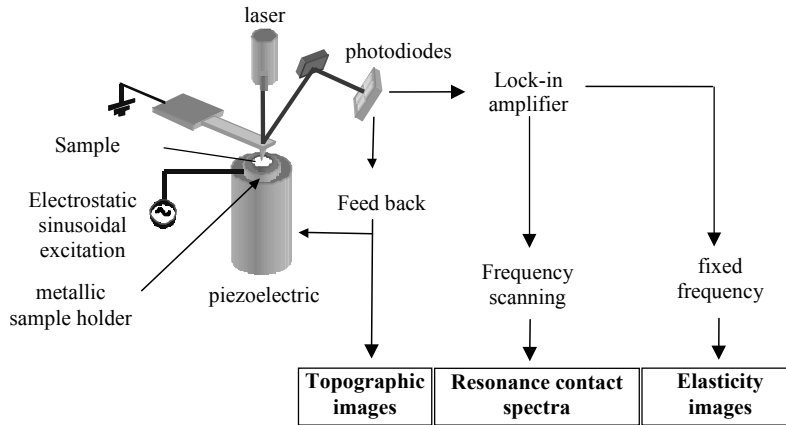 laser
photodiodes
Lock-in
amplifier
Sample
Electrostatic
sinusoidal
excitation
Feed back
metallic
sample holder
piezoelectric
Frequency
scanning
fixed
frequency
Topographic
images
Resonance contact
spectra
Elasticity
images